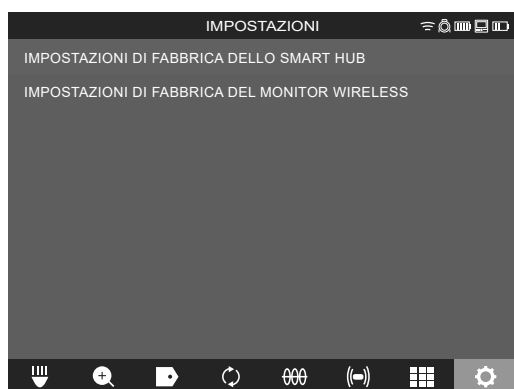 IMPOSTAZIONI
IMPOSTAZIONI DI FABBRICA DELLO SMART HUB
IMPOSTAZIONI DI FABBRICA DEL MONITOR WIRELESS